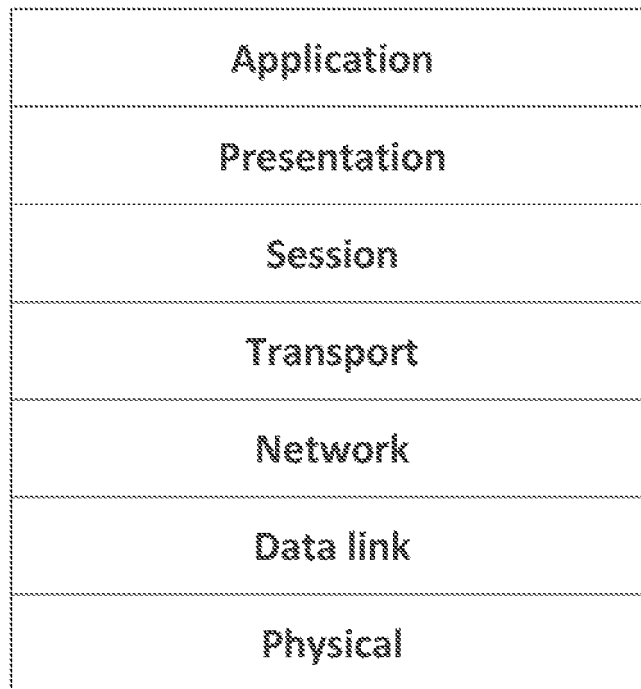 Application
Presentation
Session
Transport
Network
Data link
Physical